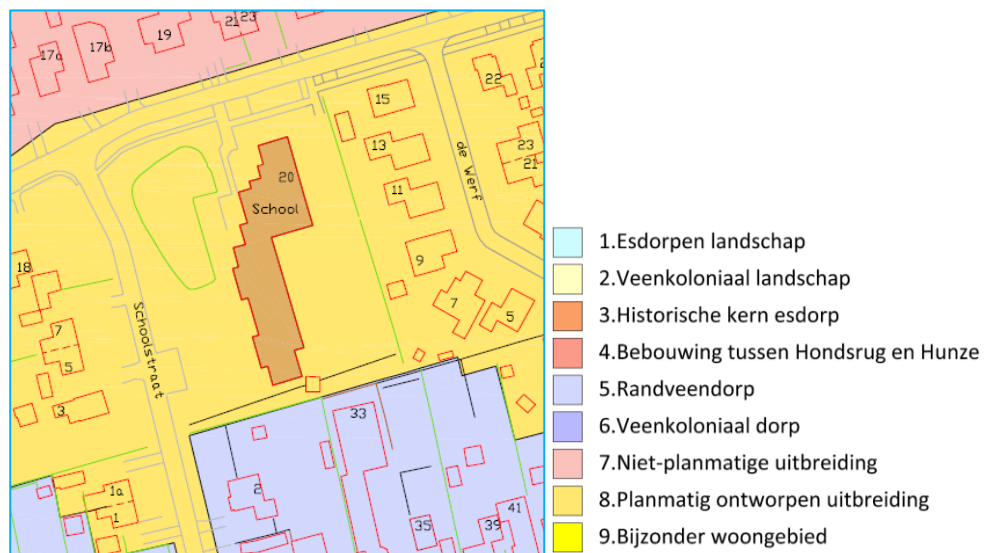 17a
17b
19
21
23
22
15
13
de Werf
23
21
20
11
School
9
18
7
5
Schoolstraat
7
5
3
33
1a
1
2
35
39
41
1.Esdorpen landschap
2.Veenkoloniaal landschap
3.Historische kern esdorp
4.Bebouwing tussen Hondsrug en Hunze
5.Randveendorp
6.Veenkoloniaal dorp
7.Niet-planmatige uitbreiding
8.Planmatig ontworpen uitbreiding
9.Bijzonder woongebied